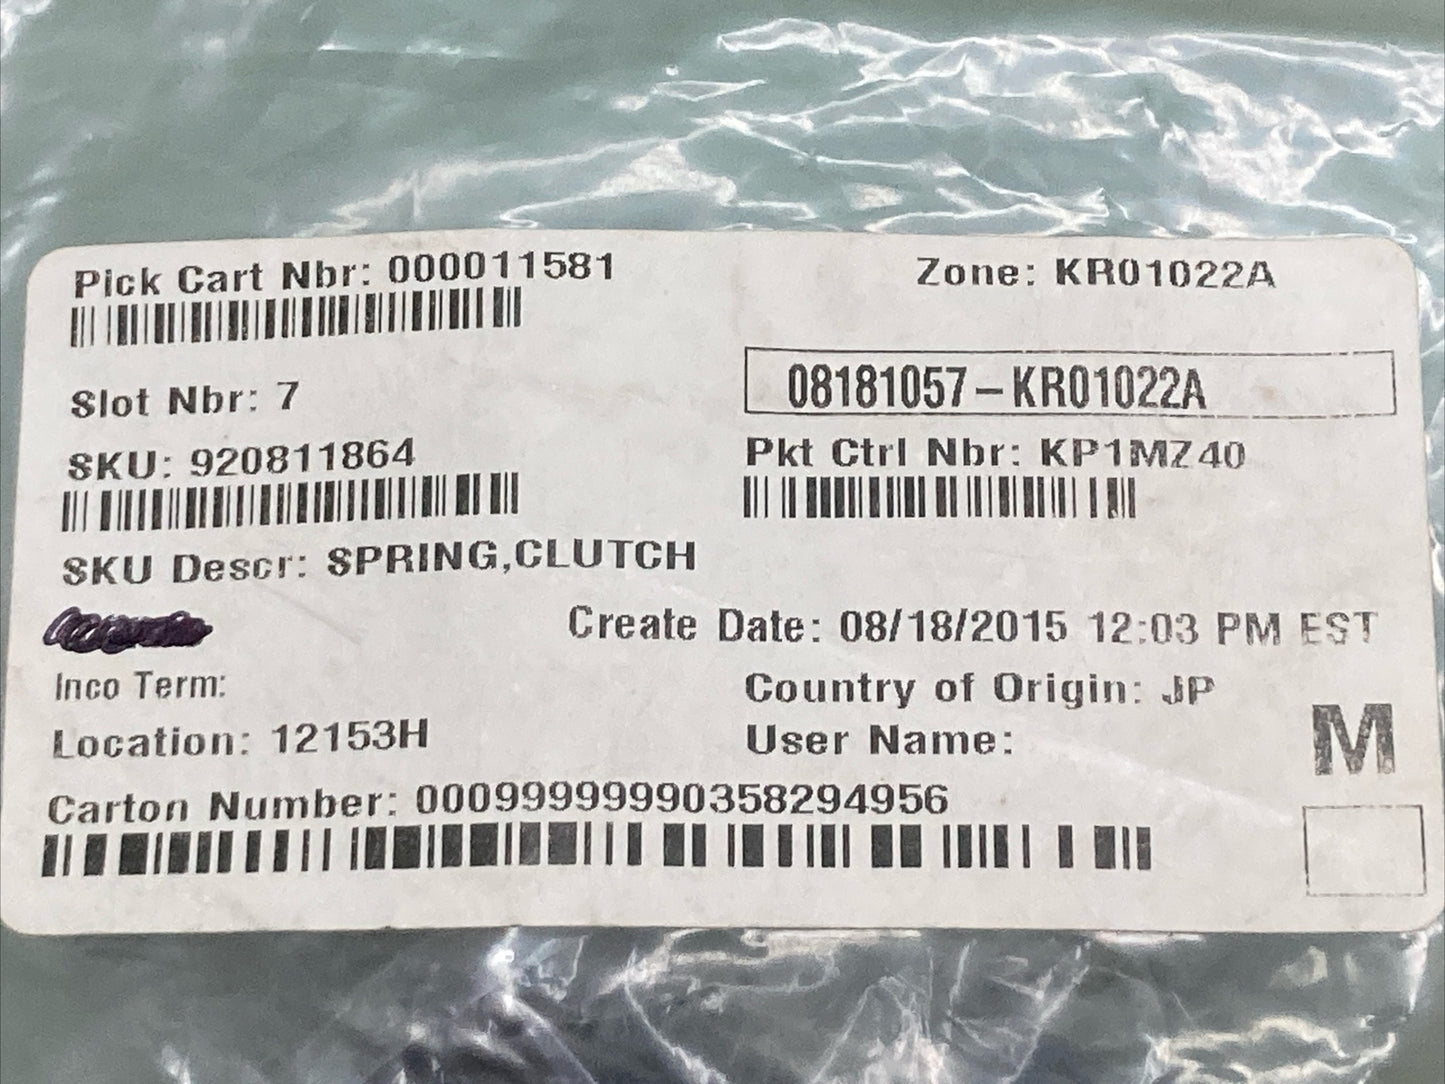 Pick Cart Nbr: 000011581
Zone: KR01022A
08181057-KR01022A
Slot Nbr: 7
SKU: 920811864
Pkt Ctrl Nbr: KP1MZ40
SKU Descr: SPRING,CLUTCH
Create Date: 08/18/2015 12:03 PM EST
Inco Term:
Country of Origin: JP
Location: 12153H
User Name:
M
Carton Number: 00099999990358294956